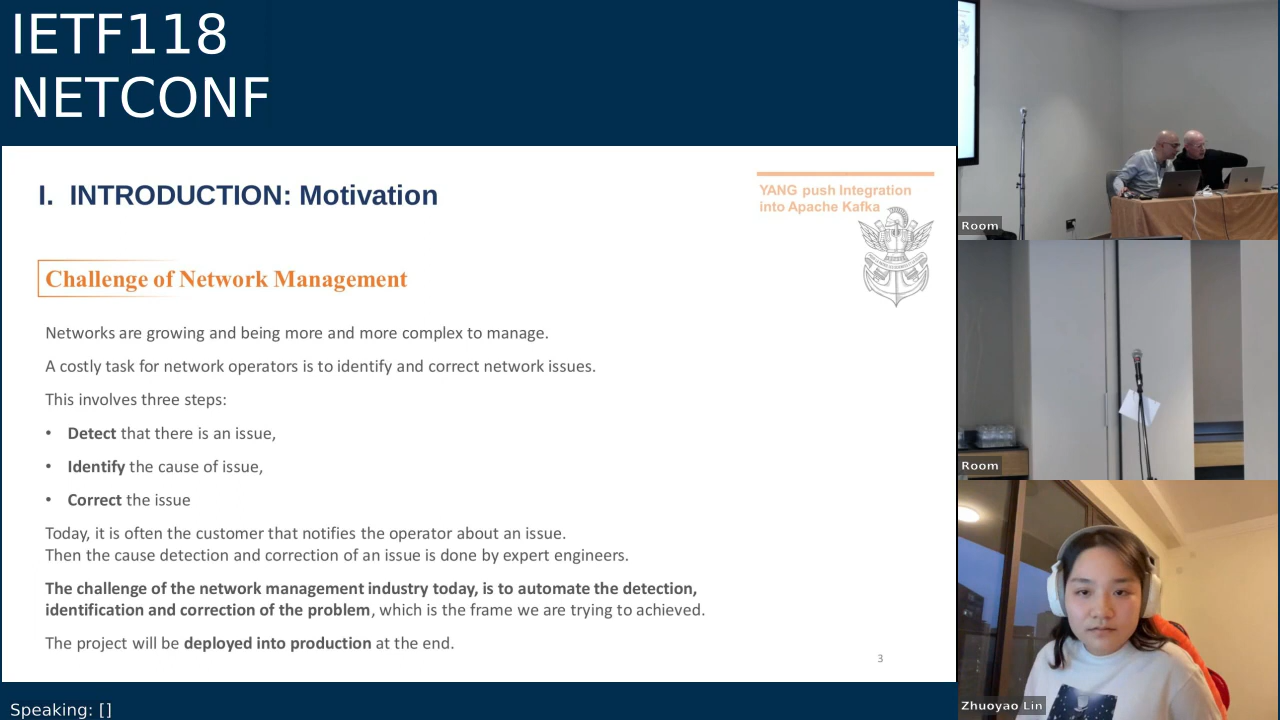 IETF118
NETCONF
I. INTRODUCTION: Motivation
YANG push Integration
into Apache Kafka
Challenge of Network Management
Networks are growing and being more and more complex to manage.
A costly task for network operators is to identify and correct network issues.
This involves three steps:
• Detect that there is an issue,
• Identify the cause of issue,
• Correct the issue
Today, it is often the customer that notifies the operator about an issue.
Then the cause detection and correction of an issue is done by expert engineers.
The challenge of the network management industry today, is to automate the detection,
identification and correction of the problem, which is the frame we are trying to achieved.
The project will be deployed into production at the end.
3
Speaking: []
Room
Room
Zhuoyao Lin